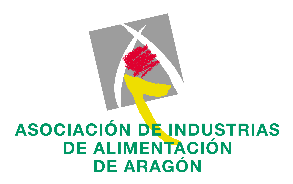 ASOCIACIÓN DE INDUSTRIAS
DE ALIMENTACIÓN
DE ARAGÓN